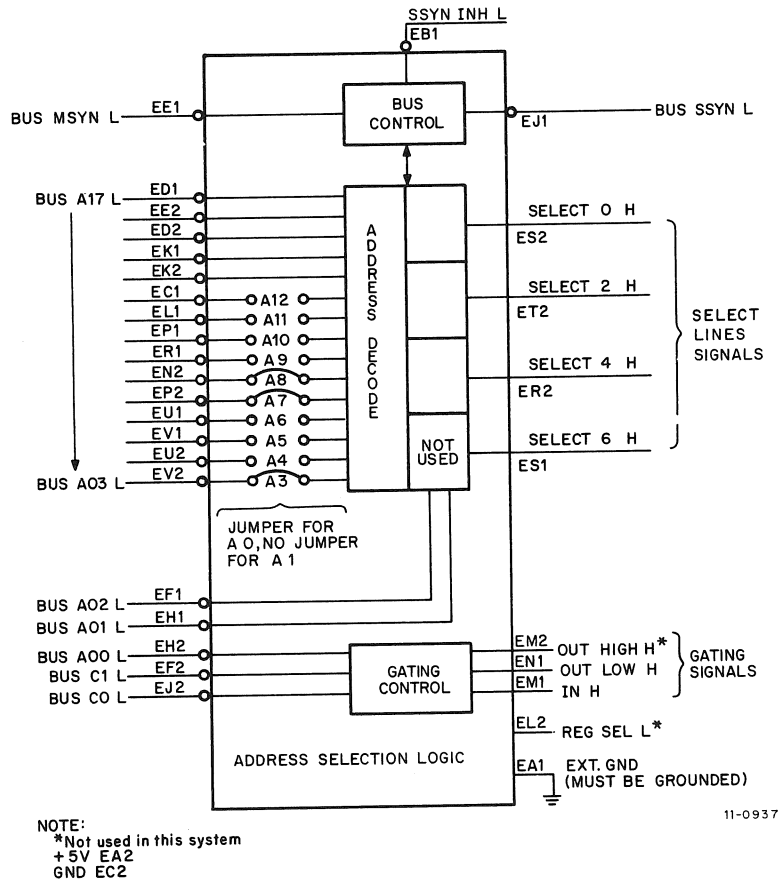 SSYN INH L
EB1
BUS MSYN L
EE1
BUS
CONTROL
EJ1
BUS SSYN L
BUS A17 L
ED1
EE2
ED2
EK1
EK2
EC1
EL1
EP1
ER1
EN2
EP2
EU1
EV1
EU2
EV2
BUS A03 L
A12
A11
A10
A9
A8
A7
A6
A5
A4
A3
ADDRESS DECODE
NOT
USED
SELECT 0 H
ES2
SELECT 2 H
ET2
SELECT 4 H
ER2
SELECT 6 H
ES1
SELECT
LINES
SIGNALS
JUMPER FOR
A 0, NO JUMPER
FOR A 1
BUS A02 L
EF1
BUS A01 L
EH1
BUS A00 L
EH2
BUS C1 L
EF2
BUS C0 L
EJ2
GATING
CONTROL
EM2
OUT HIGH H*
EN1
OUT LOW H
EM1
IN H
GATING
SIGNALS
EL2
REG SEL L*
ADDRESS SELECTION LOGIC
EA1
EXT. GND
(MUST BE GROUNDED)
11-0937
NOTE:
*Not used in this system
+5V EA2
GND EC2